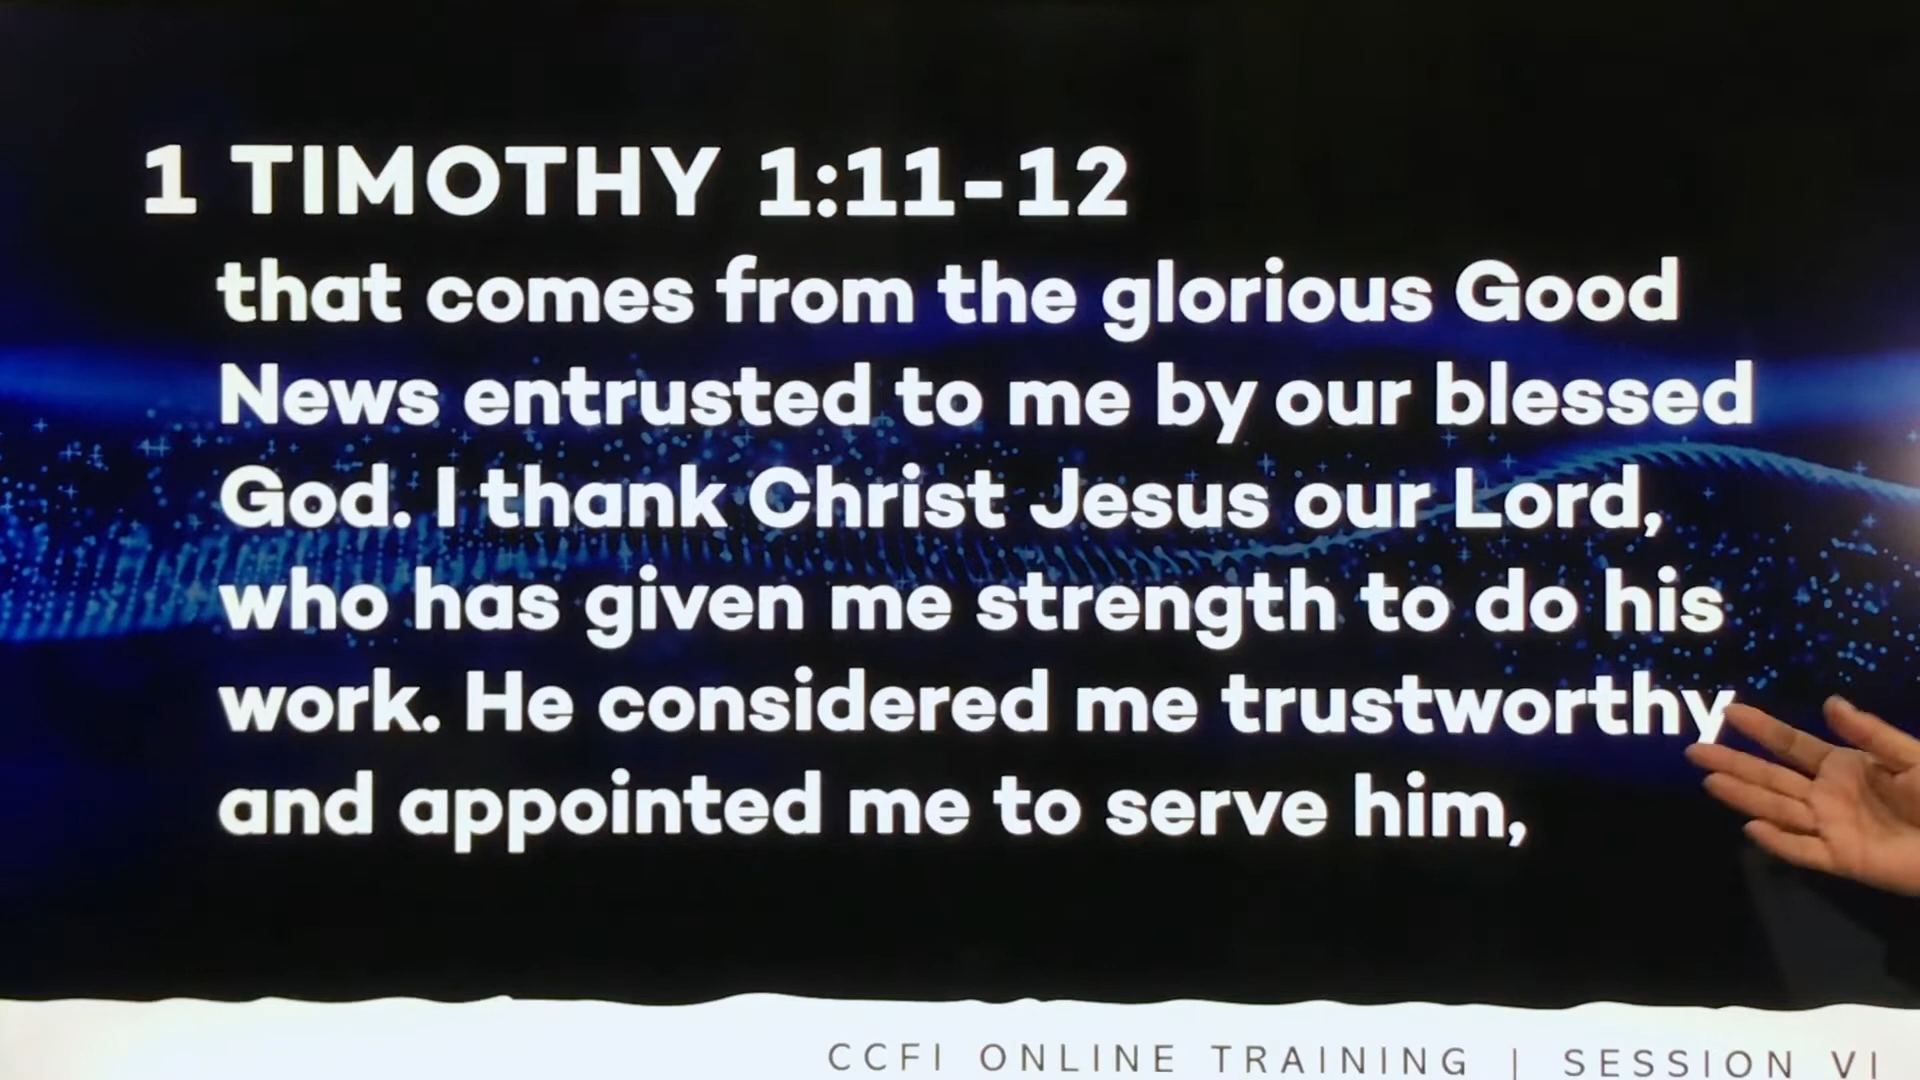 1 TIMOTHY 1:11-12
that comes from the glorious Good
News entrusted to me by our blessed
God. I thank Christ Jesus our Lord,
who has given me strength to do his
work. He considered me trustworthy
and appointed me to serve him,
CCFI ONLINE TRAINING | SESSION VI